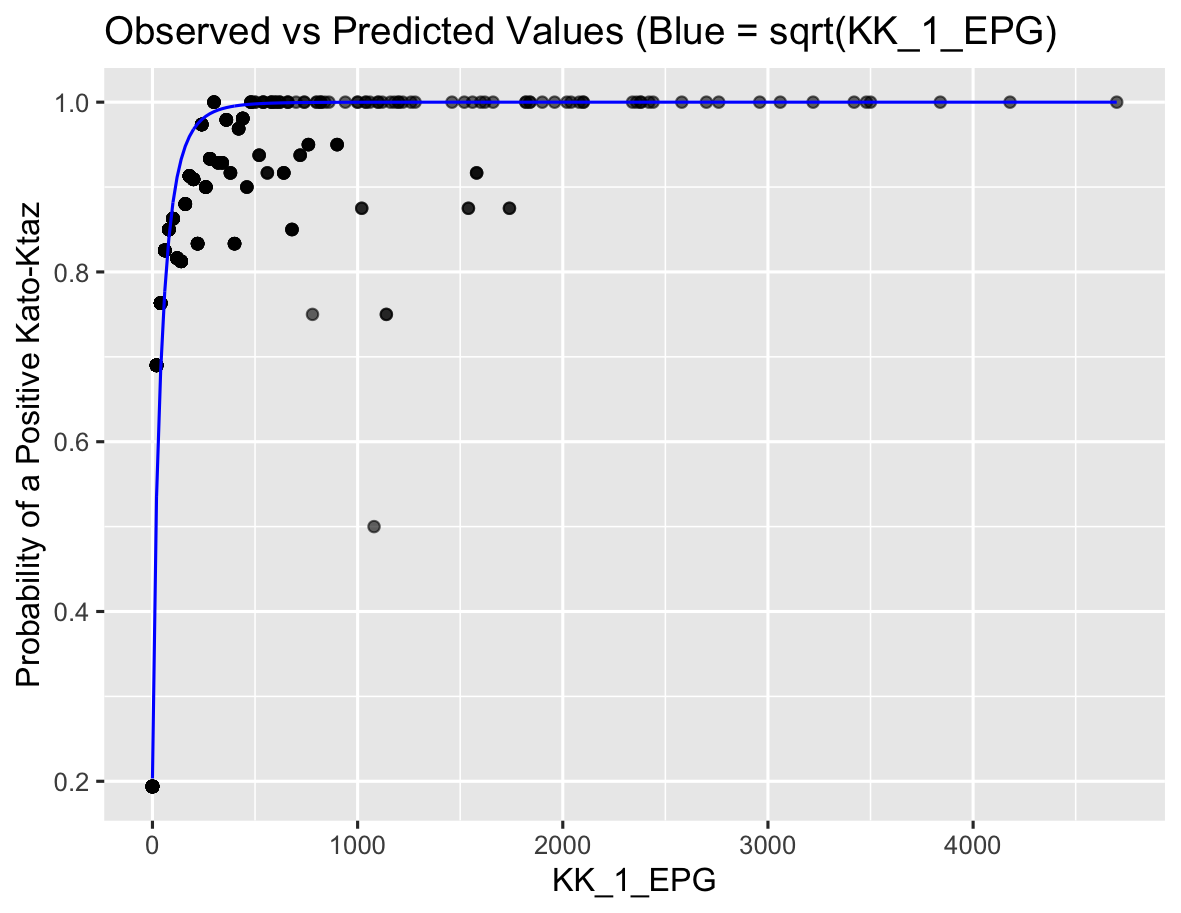 Observed vs Predicted Values (Blue = sqrt(KK_1_EPG)
Probability of a Positive Kato-Ktaz
1.0
0.8
0.6
0.4
0.2
0 1000 2000 3000 4000
KK_1_EPG